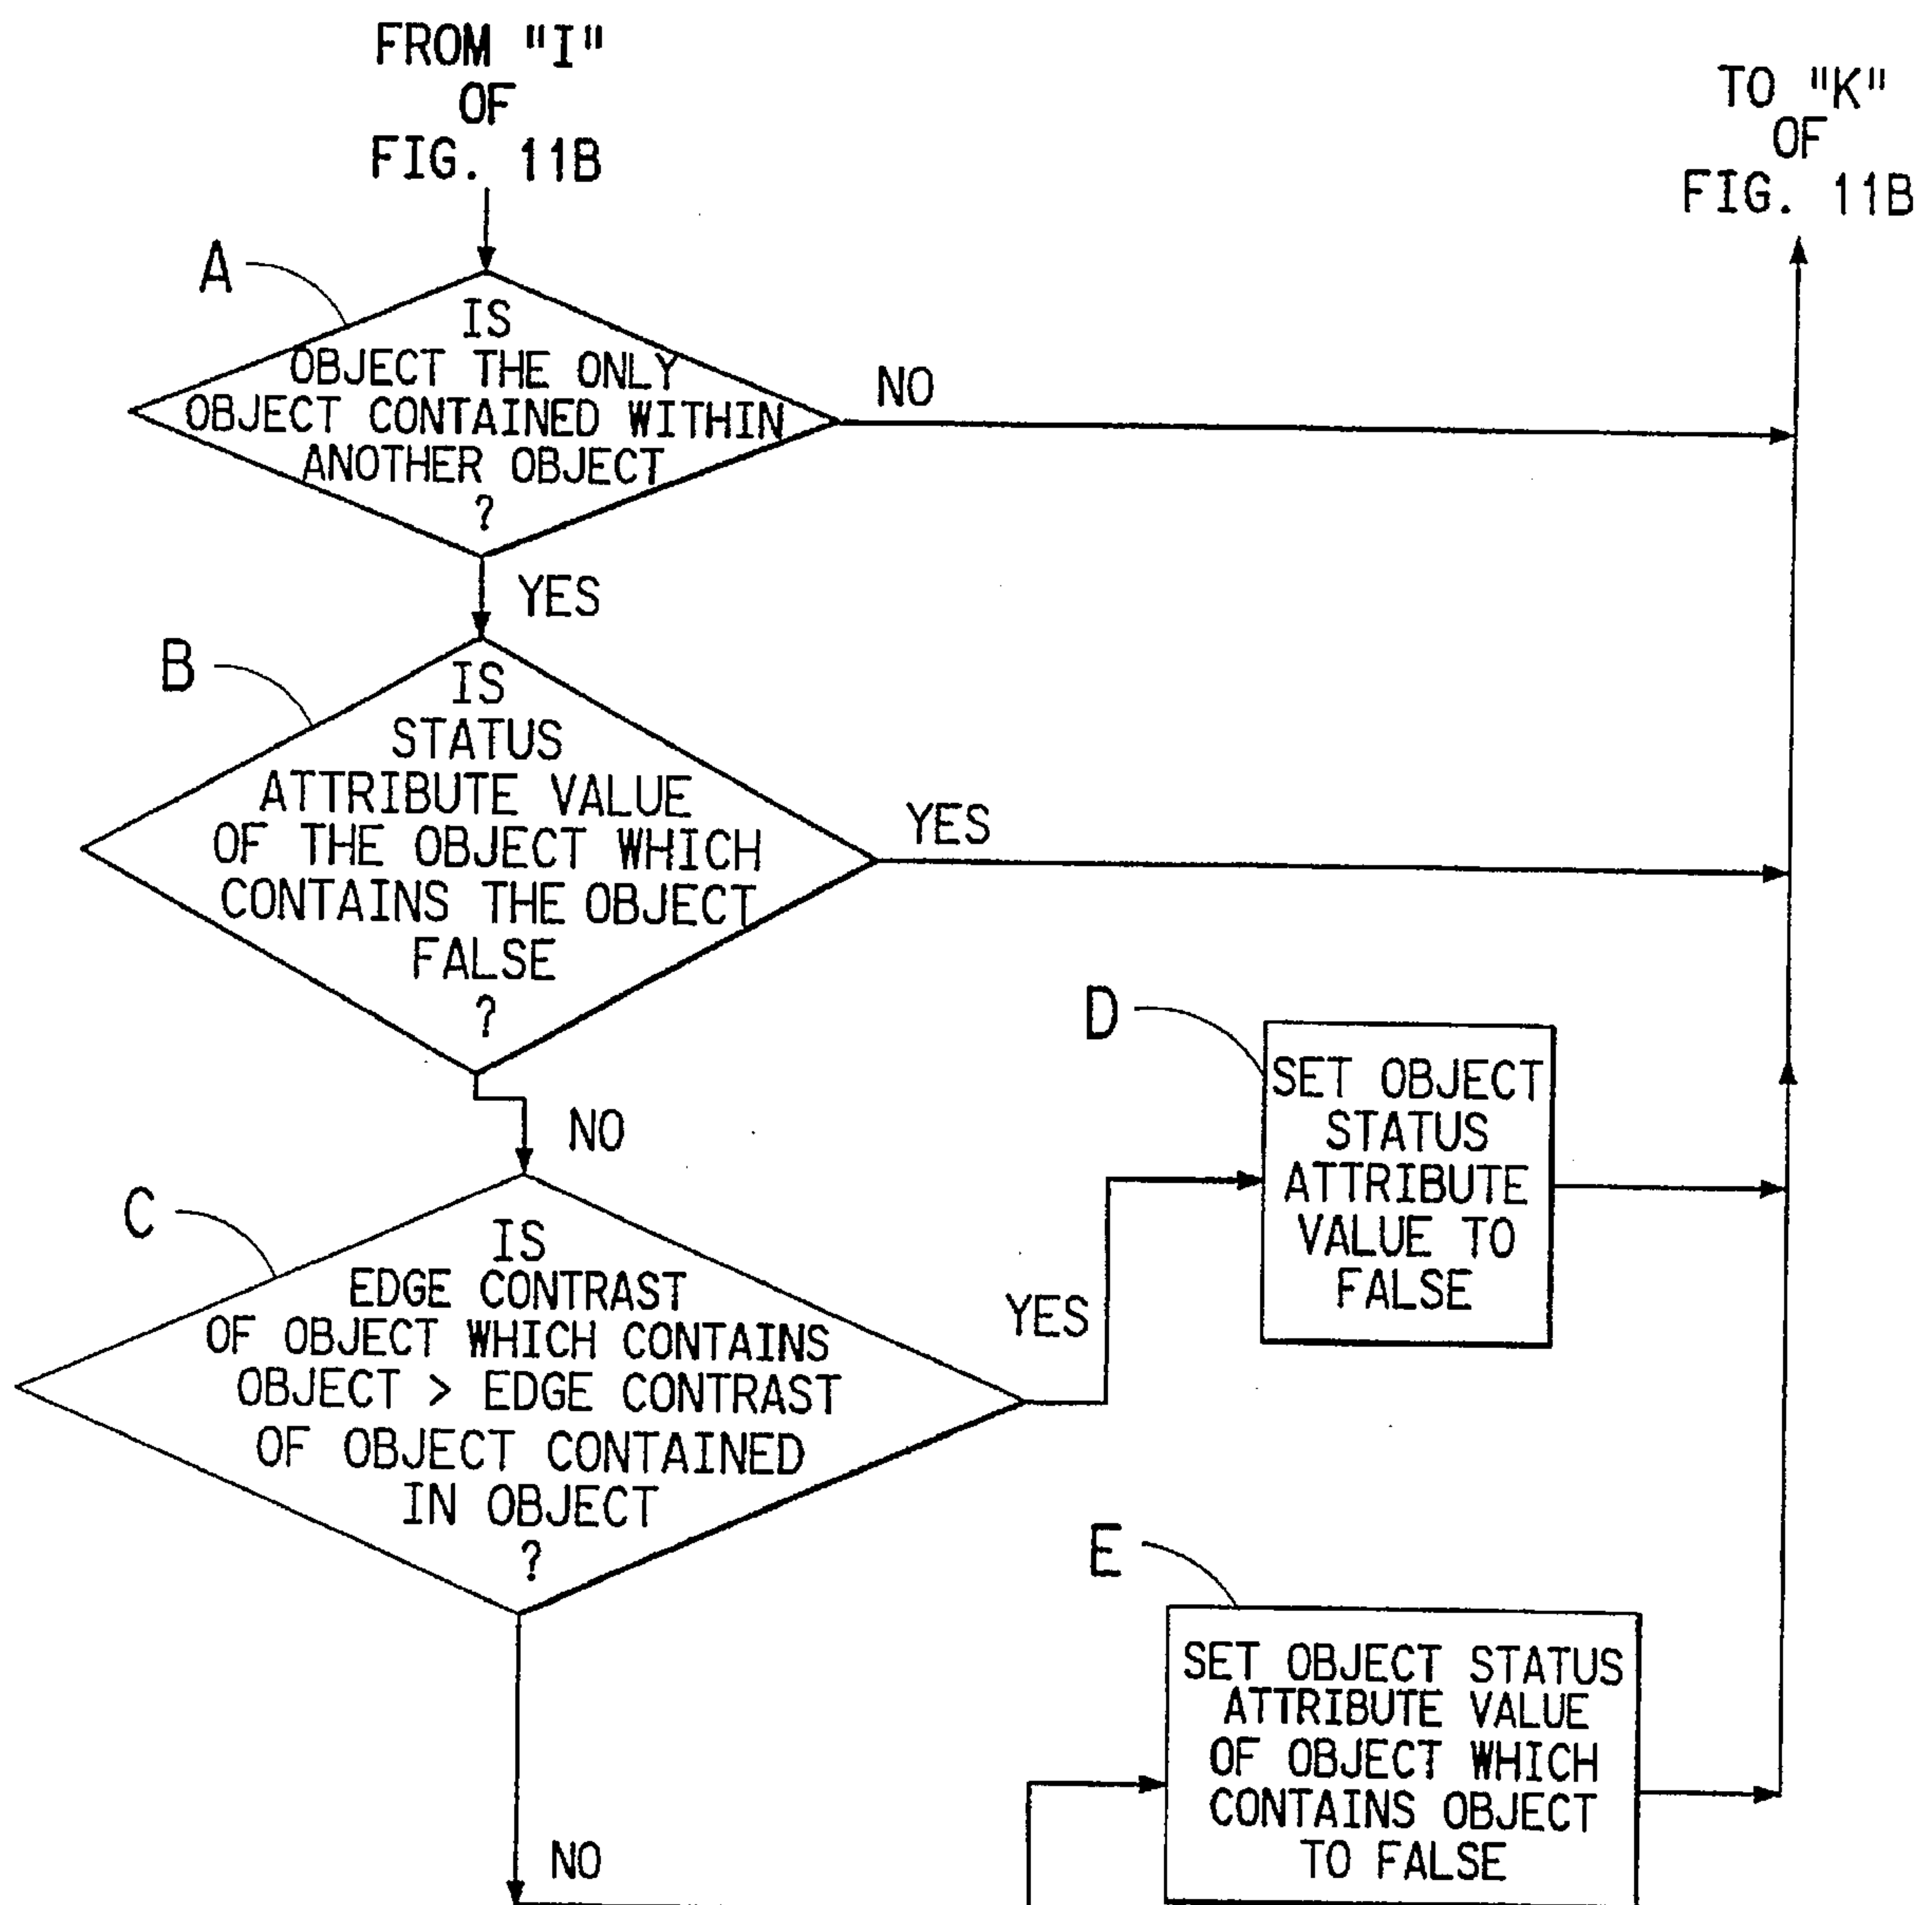 FROM "I"
OF
FIG. 11B
TO "K"
OF
FIG. 11B
A
IS
OBJECT THE ONLY
OBJECT CONTAINED WITHIN
ANOTHER OBJECT
?
NO
YES
B
IS
STATUS
ATTRIBUTE VALUE
OF THE OBJECT WHICH
CONTAINS THE OBJECT
FALSE
?
YES
NO
C
IS
EDGE CONTRAST
OF OBJECT WHICH CONTAINS
OBJECT > EDGE CONTRAST
OF OBJECT CONTAINED
IN OBJECT
?
YES
D
SET OBJECT
STATUS
ATTRIBUTE
VALUE TO
FALSE
NO
E
SET OBJECT STATUS
ATTRIBUTE VALUE
OF OBJECT WHICH
CONTAINS OBJECT
TO FALSE